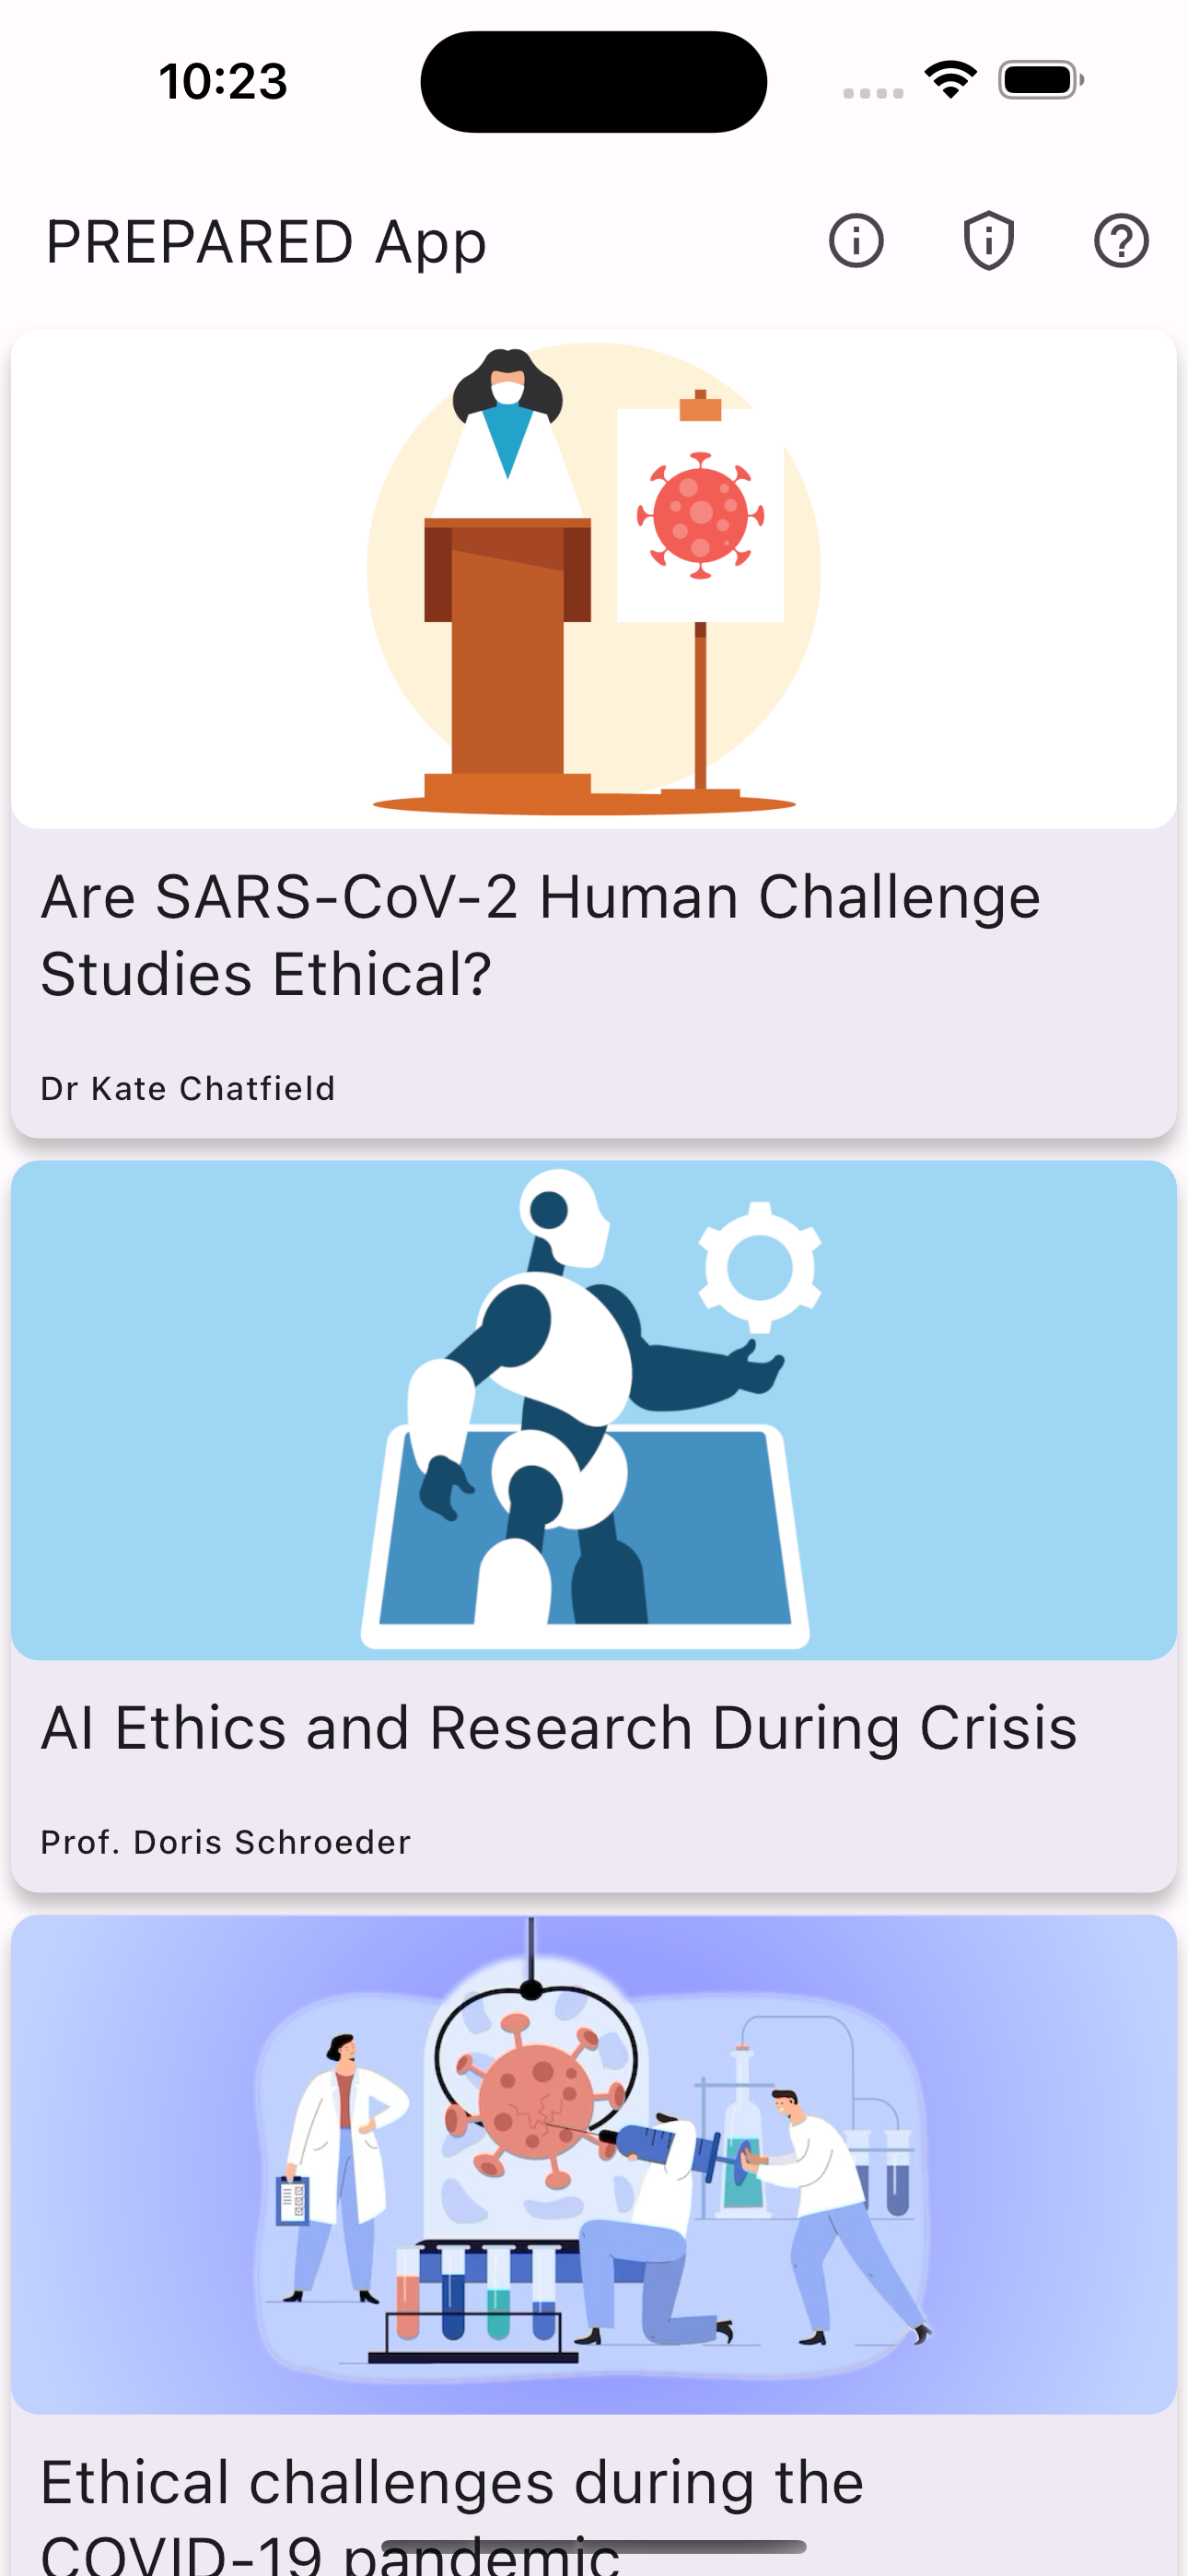 10:23
PREPARED App
Are SARS-CoV-2 Human Challenge
Studies Ethical?
Dr Kate Chatfield
AI Ethics and Research During Crisis
Prof. Doris Schroeder
Ethical challenges during the
COVID-19 pandemic